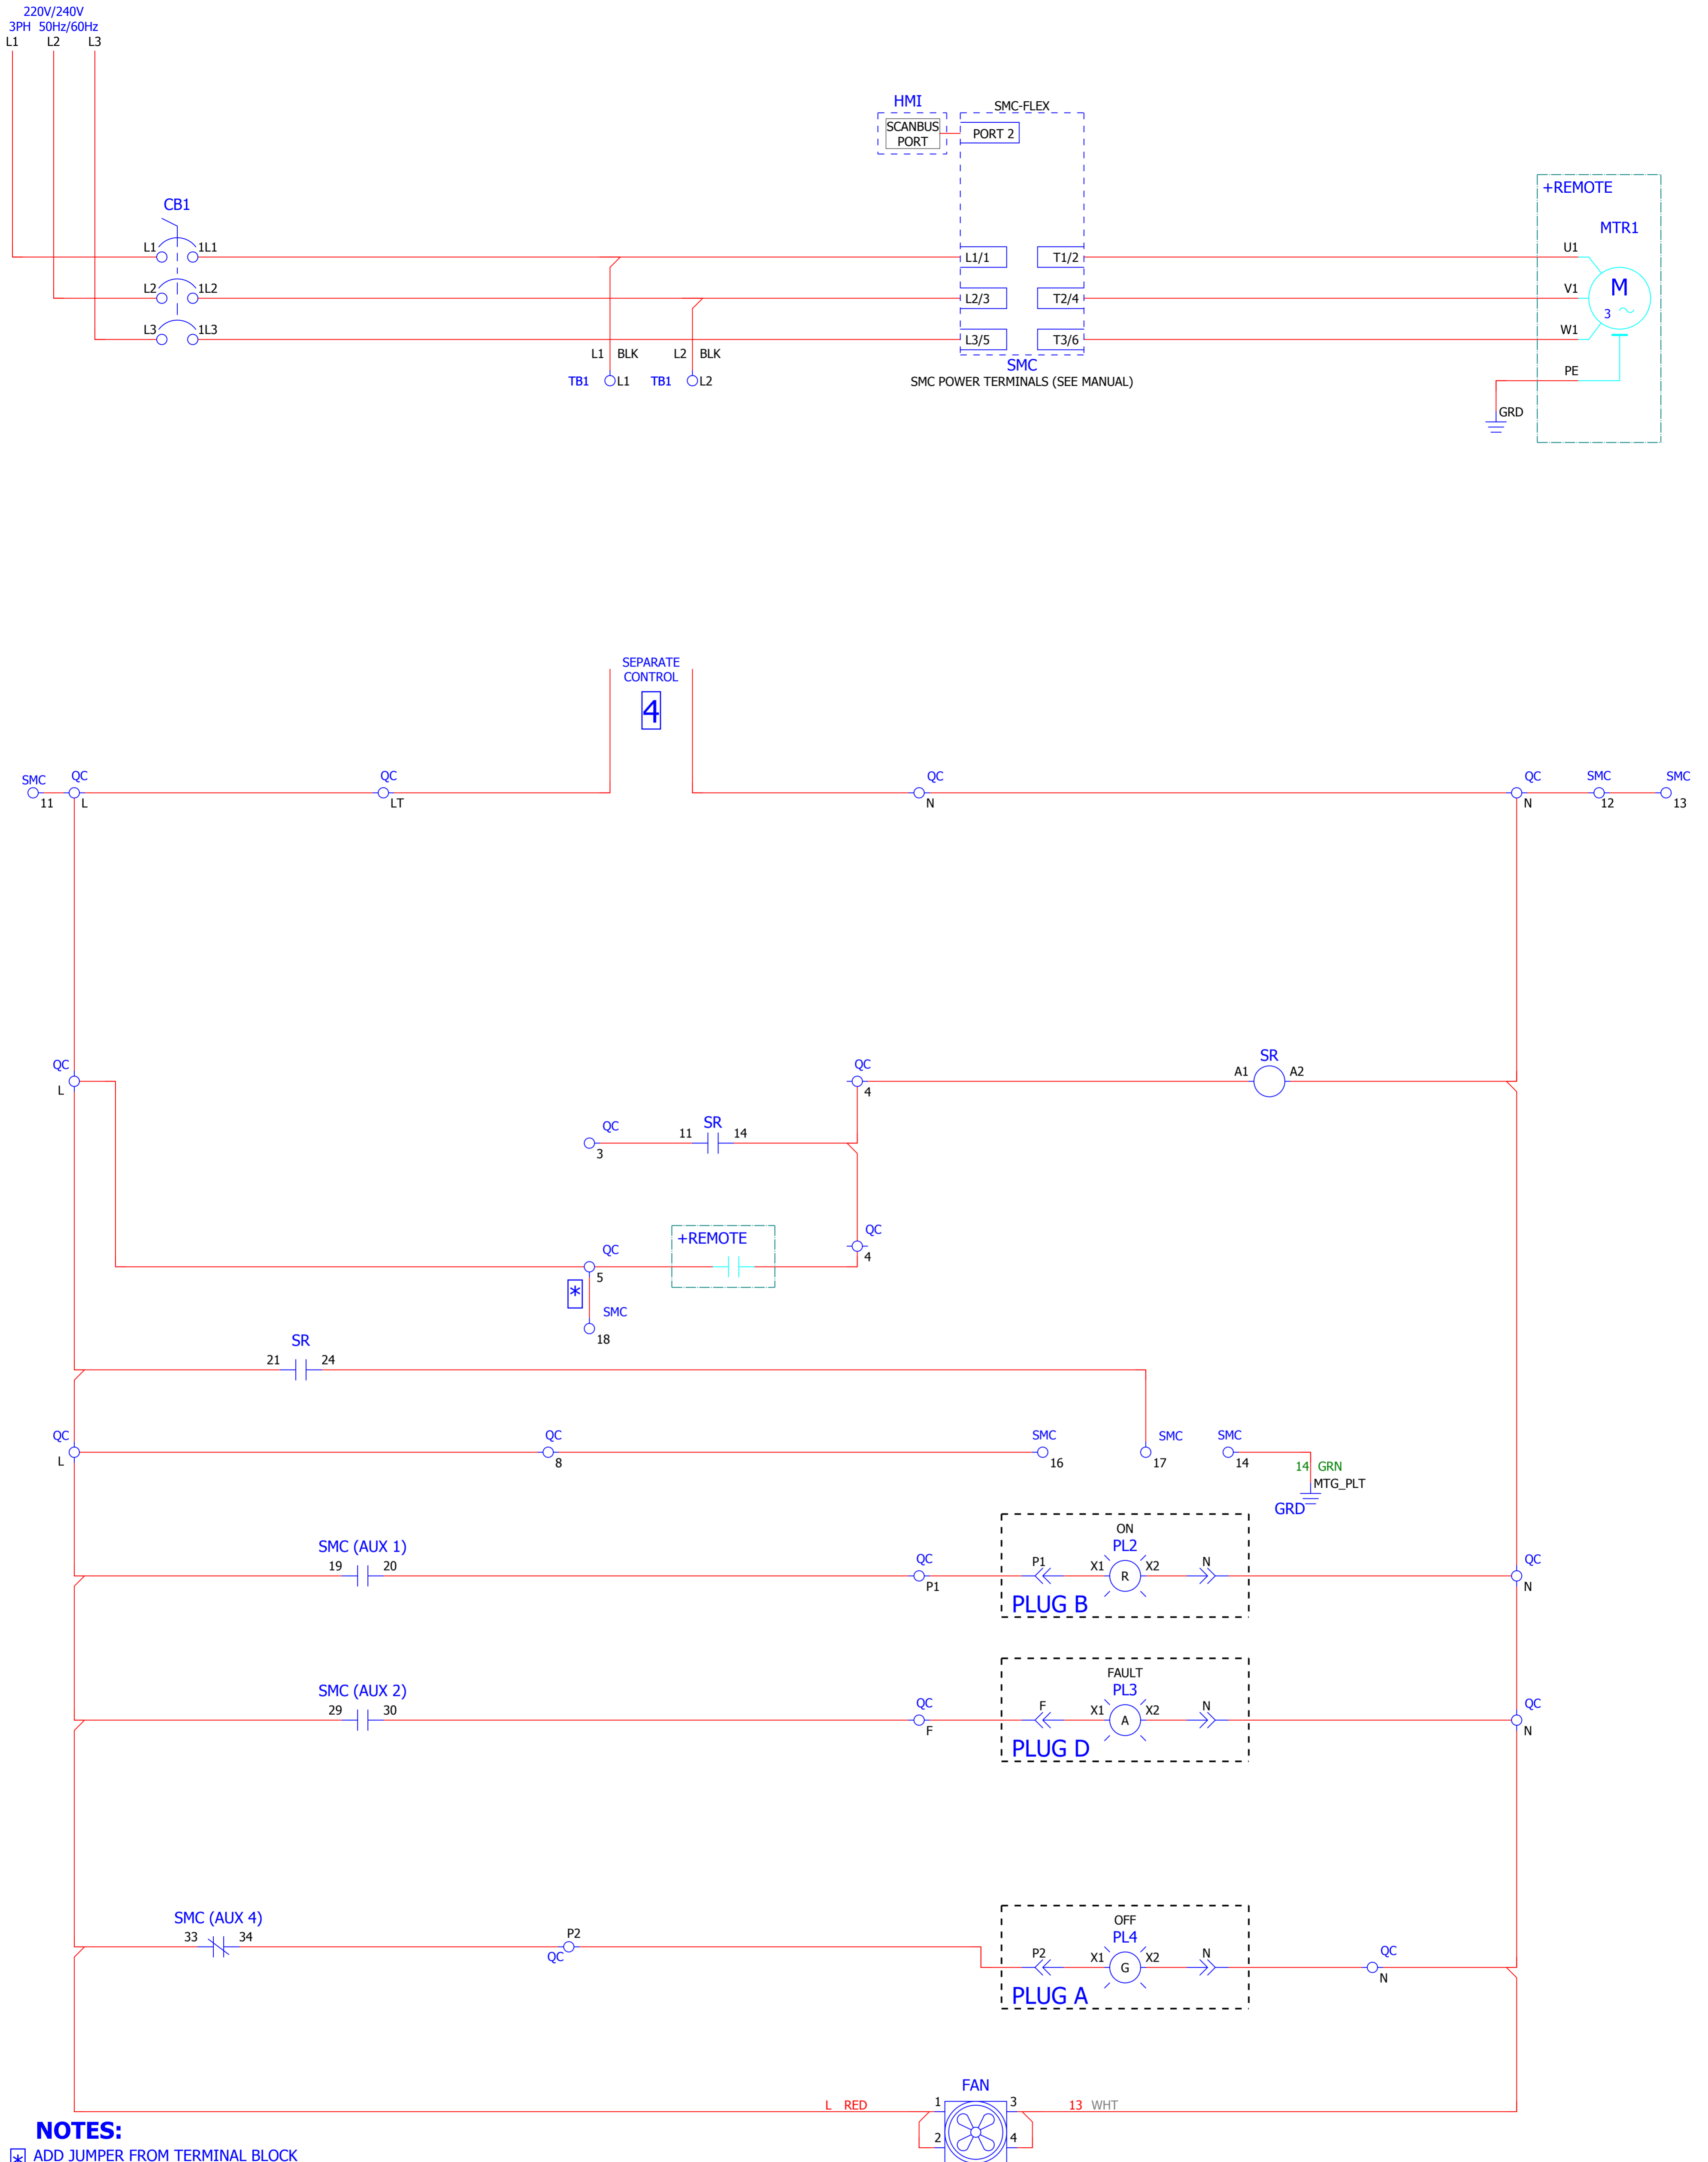 220V/240V
3PH 50Hz/60Hz
L1 L2 L3
HMI
SCANBUS
PORT
SMC-FLEX
PORT 2
+REMOTE
MTR1
CB1
L1 1L1
L2 1L2
L3 1L3
L1/1 T1/2
L2/3 T2/4
L3/5 T3/6
U1
V1
W1
M
3
PE
GRD
SMC
SMC POWER TERMINALS (SEE MANUAL)
L1 BLK L2 BLK
TB1 L1 TB1 L2
SEPARATE
CONTROL
4
SMC QC QC QC QC SMC SMC
11 L LT N N 12 13
QC QC SR
L 4 A1 A2
QC SR
3 11 14
QC
4
QC +REMOTE
5
*
SMC
18
SR
21 24
QC QC SMC SMC SMC
L 8 16 17 14
14 GRN
MTG_PLT
GRD
SMC (AUX 1)
19 20
QC
P1
ON
PL2
P1 X1 R X2 N
PLUG B
QC
N
SMC (AUX 2)
29 30
QC
F
FAULT
PL3
F X1 A X2 N
PLUG D
QC
N
SMC (AUX 4)
33 34
P2
QC
OFF
PL4
P2 X1 G X2 N
PLUG A
QC
N
FAN
L RED 1 3 13 WHT
2 4
NOTES:
* ADD JUMPER FROM TERMINAL BLOCK